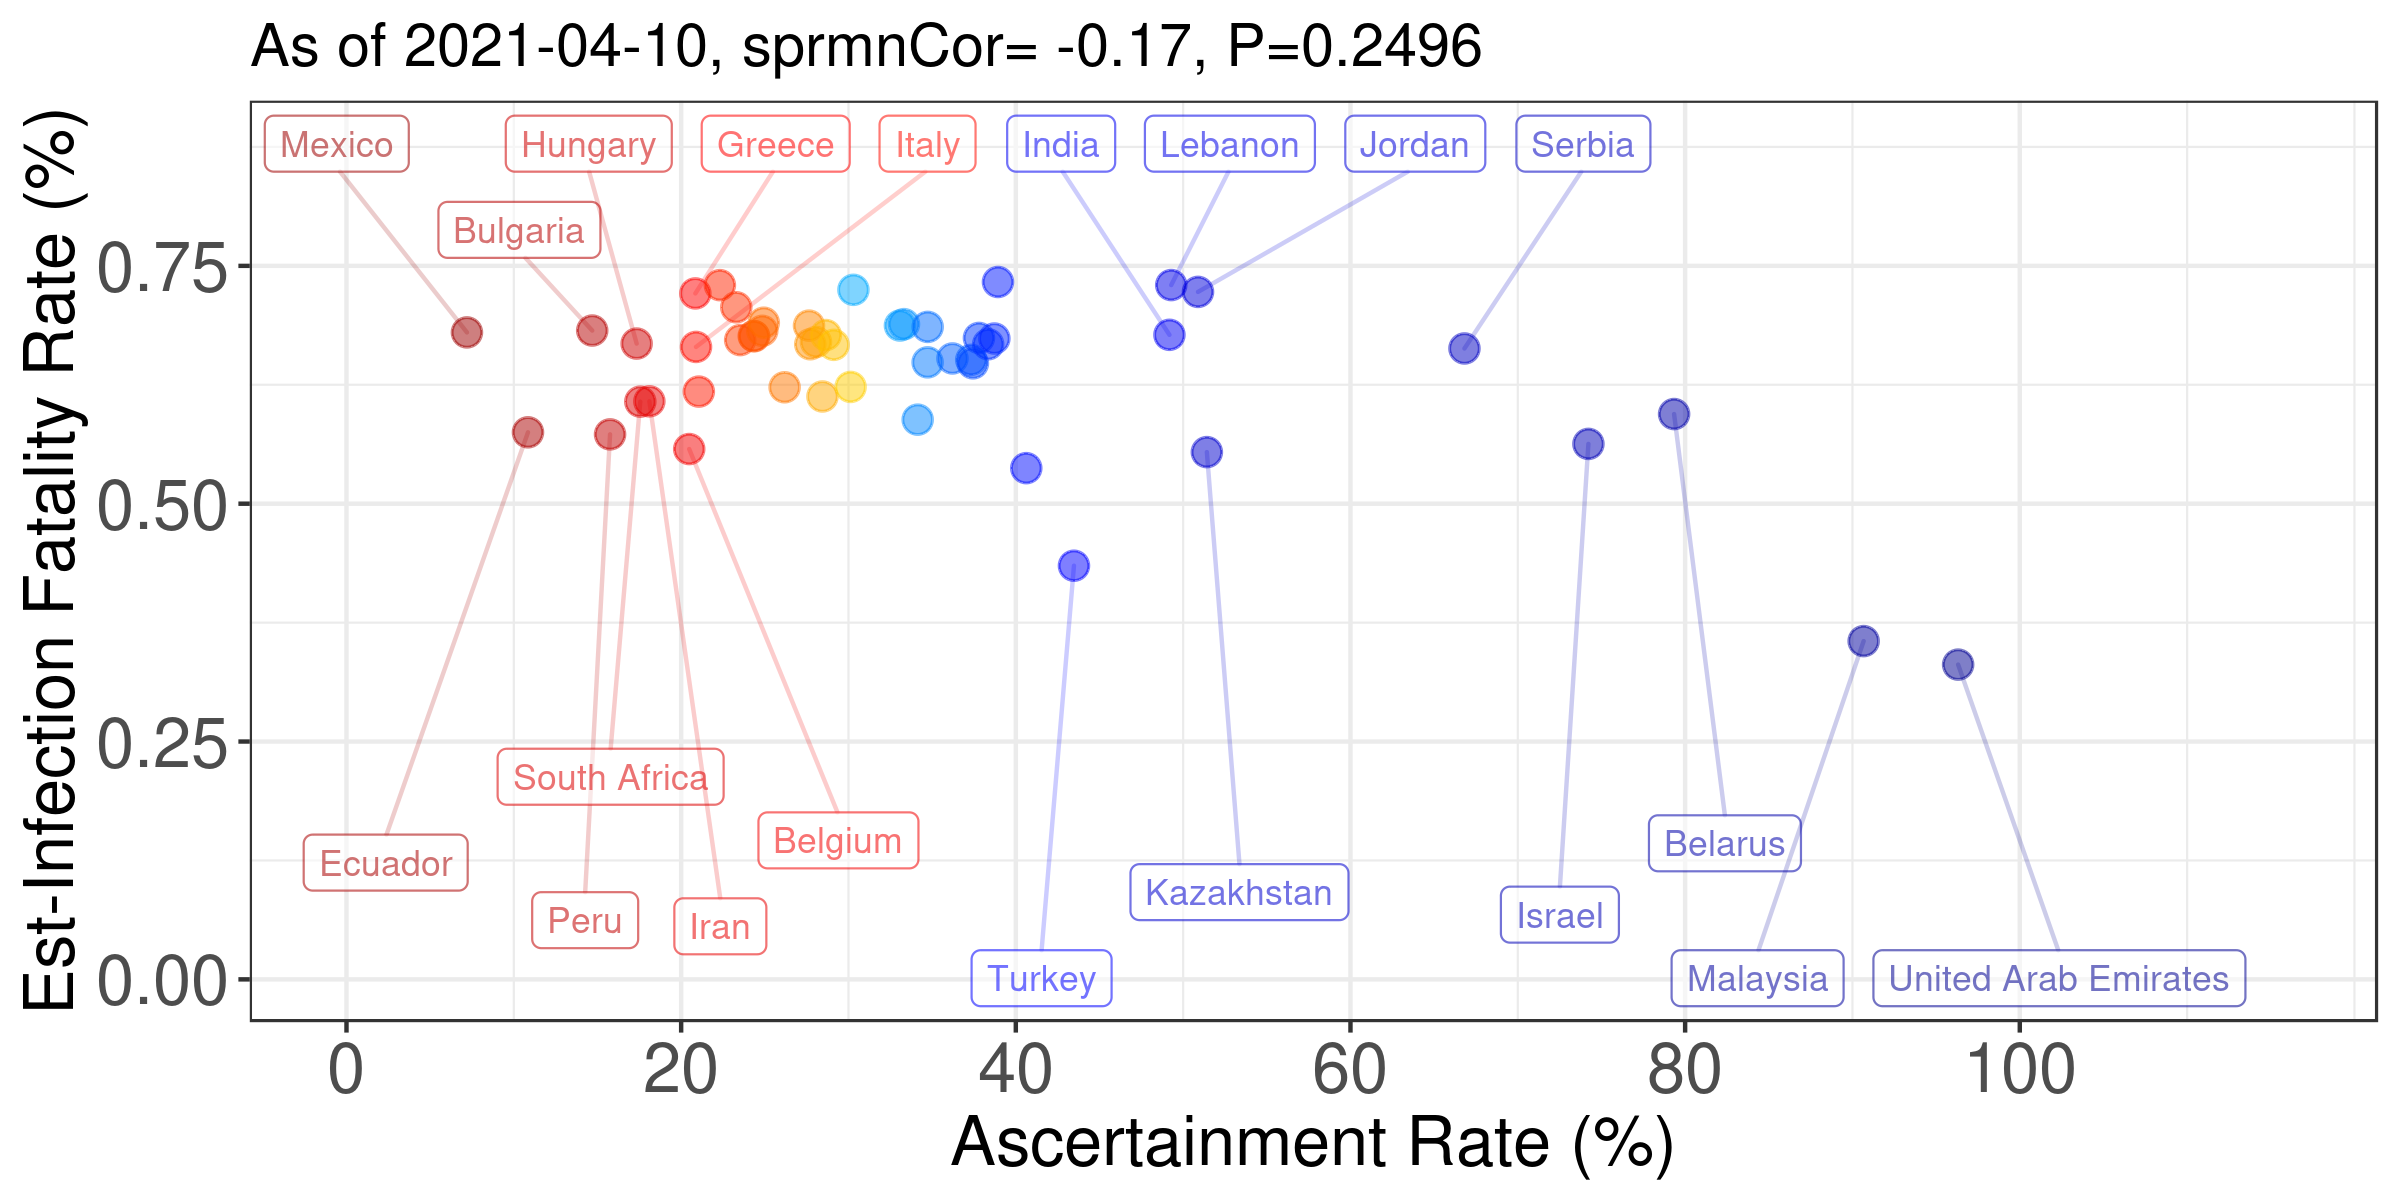 As of 2021-04-10, sprmnCor= -0.17, P=0.2496
Est-Infection Fatality Rate (%)
0.75
0.50
0.25
0.00
Mexico
Hungary
Greece
Italy
India
Lebanon
Jordan
Serbia
Bulgaria
South Africa
Ecuador
Belgium
Belarus
Kazakhstan
Peru
Iran
Israel
Turkey
Malaysia
United Arab Emirates
0
20
40
60
80
100
Ascertainment Rate (%)